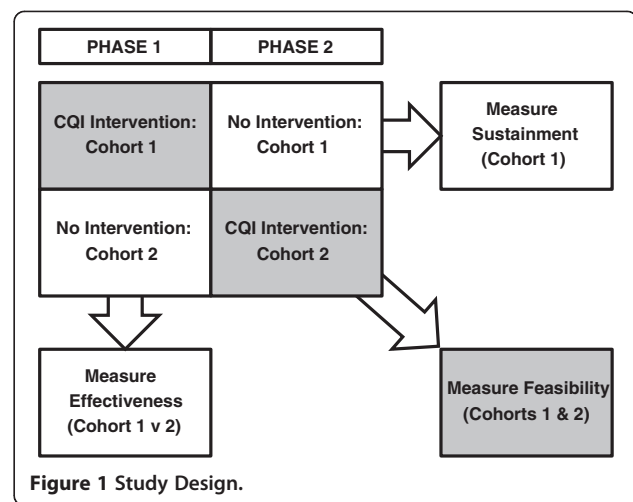 PHASE 1 PHASE 2
CQI Intervention:
Cohort 1
No Intervention:
Cohort 1
Measure
Sustainment
(Cohort 1)
No Intervention:
Cohort 2
CQI Intervention:
Cohort 2
Measure
Effectiveness
(Cohort 1 v 2)
Measure Feasibility
(Cohorts 1 & 2)
Figure 1 Study Design.